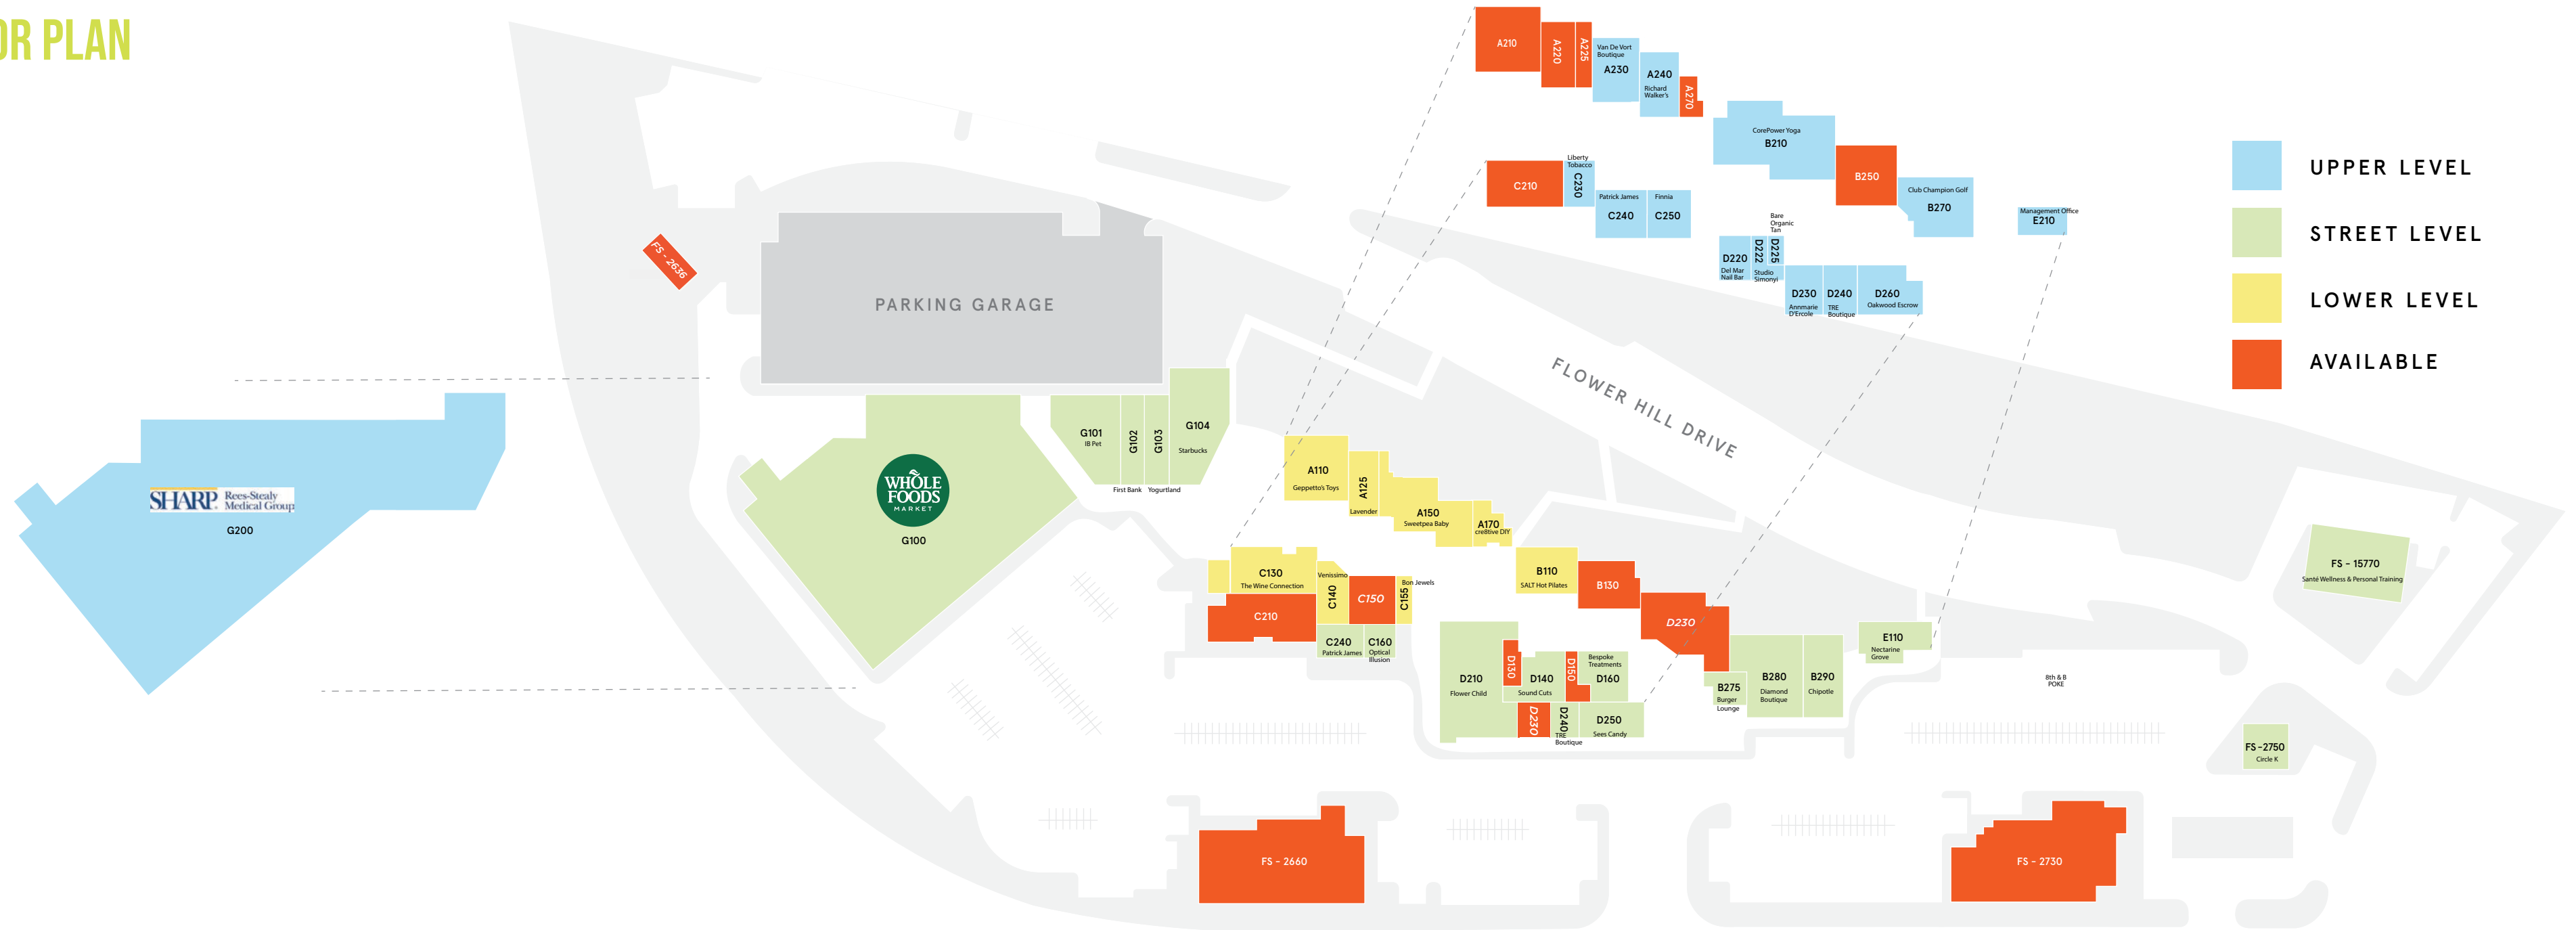 OR PLAN
A210
A220
A225
Van De Vort
Boutique
A230
A240
Richard
Walker's
A270
CorePower Yoga
B210
B250
Club Champion Golf
B270
Management Office
E210
C210
Liberty
Tobacco
C230
Patrick James
C240
Finnia
C250
Bare
Organic
Tan
D220
Del Mar
Nail Bar
D222
Studio
Simonyi
D225
D230
Annmarie
D'Ercole
D240
TRE
Boutique
D260
Oakwood Escrow
UPPER LEVEL
STREET LEVEL
LOWER LEVEL
AVAILABLE
FS - 2636
PARKING GARAGE
FLOWER HILL DRIVE
SHARP Rees-Stealy
Medical Group
G200
WHOLE
FOODS
MARKET
G100
G101
IB Pet
G102
First Bank
G103
Yogurtland
G104
Starbucks
A110
Geppetto's Toys
A125
Lavender
A150
Sweetpea Baby
A170
cre8tive DIY
C130
The Wine Connection
Venissimo
C140
C150
Bon Jewels
C155
C210
C240
Patrick James
C160
Optical
Illusion
B110
SALT Hot Pilates
B130
D230
D210
Flower Child
D130
D140
Sound Cuts
D150
Bespoke
Treatments
D160
D230
D240
TRE
Boutique
D250
Sees Candy
B275
Burger
Lounge
B280
Diamond
Boutique
B290
Chipotle
E110
Nectarine
Grove
8th & B
POKE
FS - 15770
Santé Wellness & Personal Training
FS -2750
Circle K
FS - 2660
FS - 2730